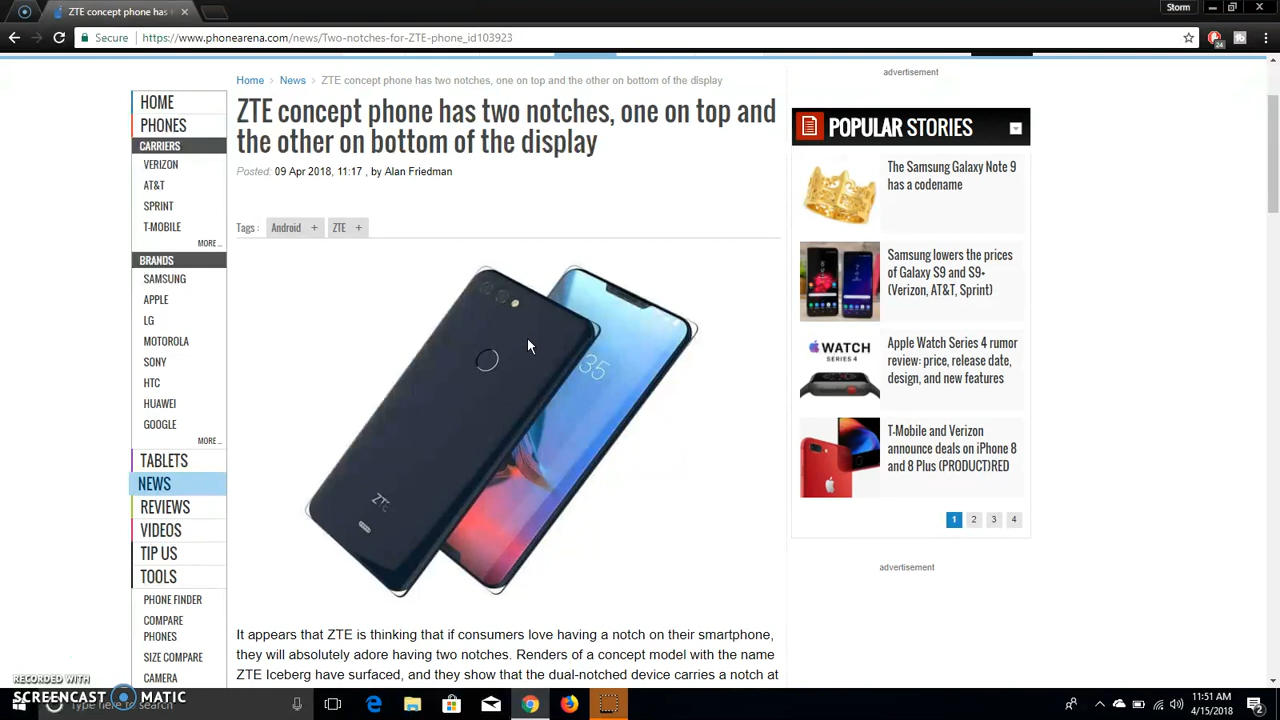 ZTE concept phone has
Storm
Secure
https://www.phonearena.com/news/Two-notches-for-ZTE-phone_id103923
24
Home > News > ZTE concept phone has two notches, one on top and the other on bottom of the display
ZTE concept phone has two notches, one on top and
the other on bottom of the display
Posted: 09 Apr 2018, 11:17 , by Alan Friedman
Tags : Android + ZTE +
HOME
PHONES
CARRIERS
VERIZON
AT&T
SPRINT
T-MOBILE
MORE ...
BRANDS
SAMSUNG
APPLE
LG
MOTOROLA
SONY
HTC
HUAWEI
GOOGLE
MORE ...
TABLETS
NEWS
REVIEWS
VIDEOS
TIP US
TOOLS
PHONE FINDER
COMPARE
PHONES
SIZE COMPARE
CAMERA
35
ZTE
It appears that ZTE is thinking that if consumers love having a notch on their smartphone,
they will absolutely adore having two notches. Renders of a concept model with the name
ZTE Iceberg have surfaced, and they show that the dual-notched device carries a notch at
advertisement
POPULAR STORIES
The Samsung Galaxy Note 9
has a codename
Samsung lowers the prices
of Galaxy S9 and S9+
(Verizon, AT&T, Sprint)
WATCH
SERIES 4
Apple Watch Series 4 rumor
review: price, release date,
design, and new features
T-Mobile and Verizon
announce deals on iPhone 8
and 8 Plus (PRODUCT)RED
1 2 3 4
advertisement
RECORDED WITH
SCREENCAST MATIC
Type here to search
11:51 AM
4/15/2018
2